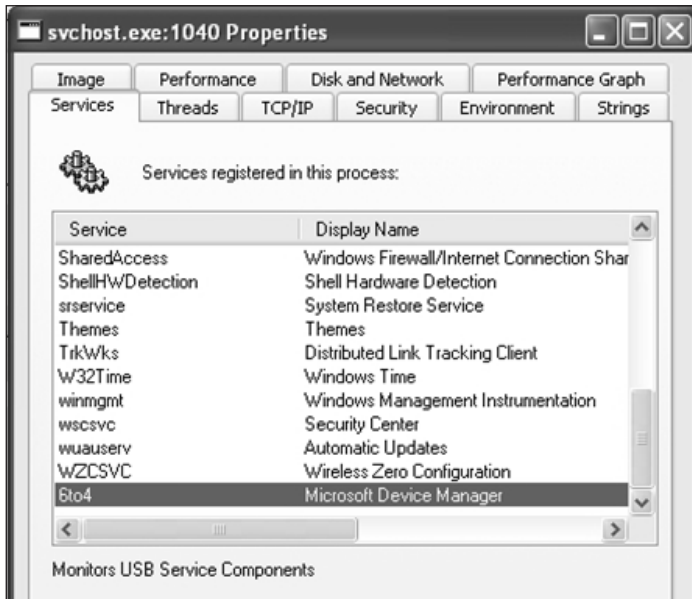 svchost.exe:1040 Properties
Image Performance Disk and Network Performance Graph
Services Threads TCP/IP Security Environment Strings
Services registered in this process:
Service Display Name
SharedAccess Windows Firewall/Internet Connection Shar
ShellHWDetection Shell Hardware Detection
srservice System Restore Service
Themes Themes
TrkWks Distributed Link Tracking Client
W32Time Windows Time
winmgmt Windows Management Instrumentation
wscsvc Security Center
wuauserv Automatic Updates
WZCSVC Wireless Zero Configuration
6to4 Microsoft Device Manager
Monitors USB Service Components